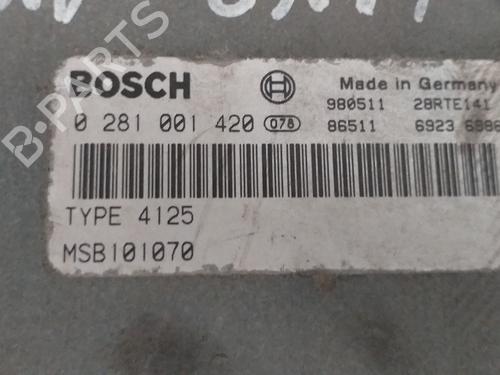 BOSCH
Made in Germany
980511 28RTE141
0 281 001 420 078
86511 6923
TYPE 4125
MSB101070
B-PARTS